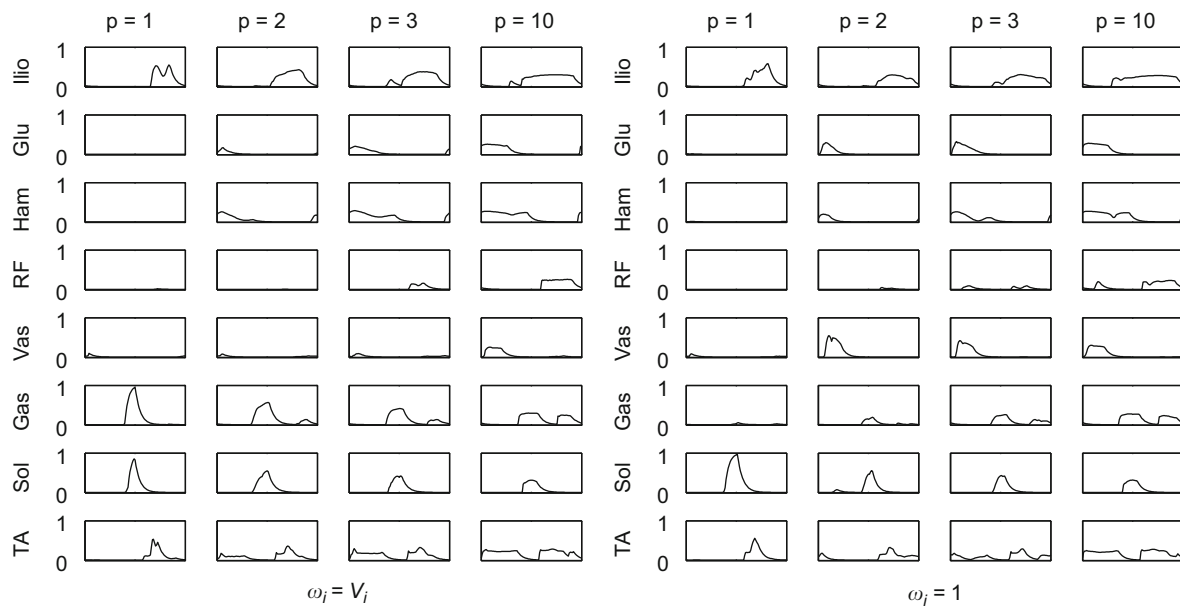 p = 1 p = 2 p = 3 p = 10 p = 1 p = 2 p = 3 p = 10
Ilio 1 0 Ilio 1 0
Glu 1 0 Glu 1 0
Ham 1 0 Ham 1 0
RF 1 0 RF 1 0
Vas 1 0 Vas 1 0
Gas 1 0 Gas 1 0
Sol 1 0 Sol 1 0
TA 1 0 TA 1 0
ωi = Vi ωi = 1